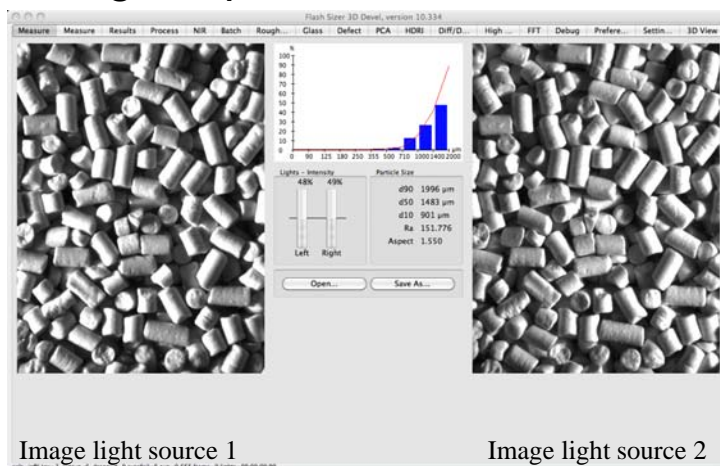 Flash Sizer 3D Devel, version 10.334
Measure Measure Results Process NIR Batch Rough... Glass Defect PCA HDRI Diff/D... High ... FFT Debug Prefere... Settin... 3D View
%
100
90
80
70
60
50
40
30
20
10
0
0 90 125 180 250 355 500 710 1000 1400 2000 µm
Lights – Intensity
48% 49%
Left Right
Particle Size
d90 1996 µm
d50 1483 µm
d10 901 µm
Ra 151.776
Aspect 1.550
Open... Save As...
Image light source 1
Image light source 2